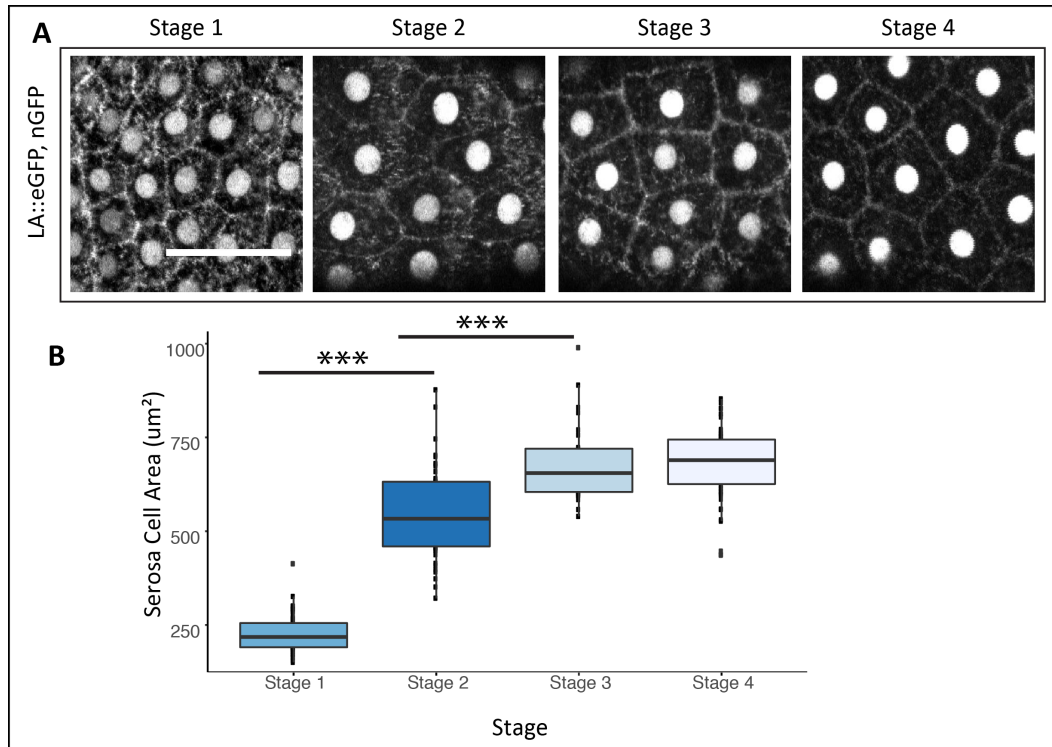 A
Stage 1
Stage 2
Stage 3
Stage 4
LA::eGFP, nGFP
B
***
***
Serosa Cell Area (um²)
1000
750
500
250
Stage 1
Stage 2
Stage 3
Stage 4
Stage